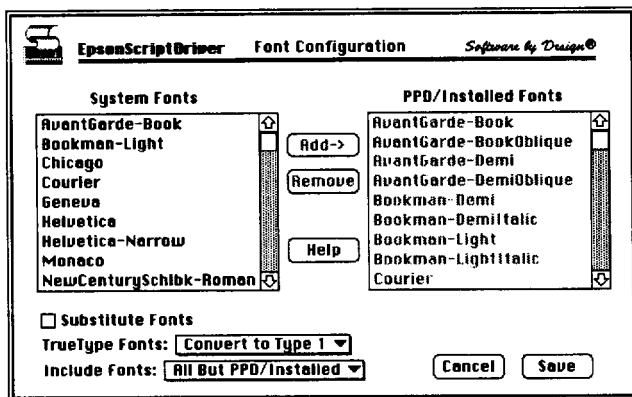 EpsonScriptDriver Font Configuration Software by Design®
System Fonts
AvantGarde-Book
Bookman-Light
Chicago
Courier
Geneva
Helvetica
Helvetica-Narrow
Monaco
NewCenturySchlbk-Roman
Add->
Remove
Help
PPD/Installed Fonts
AvantGarde-Book
AvantGarde-BookOblique
AvantGarde-Demi
AvantGarde-DemiOblique
Bookman-Demi
Bookman-DemiItalic
Bookman-Light
Bookman-LightItalic
Courier
Substitute Fonts
TrueType Fonts: Convert to Type 1
Include Fonts: All But PPD/Installed
Cancel Save